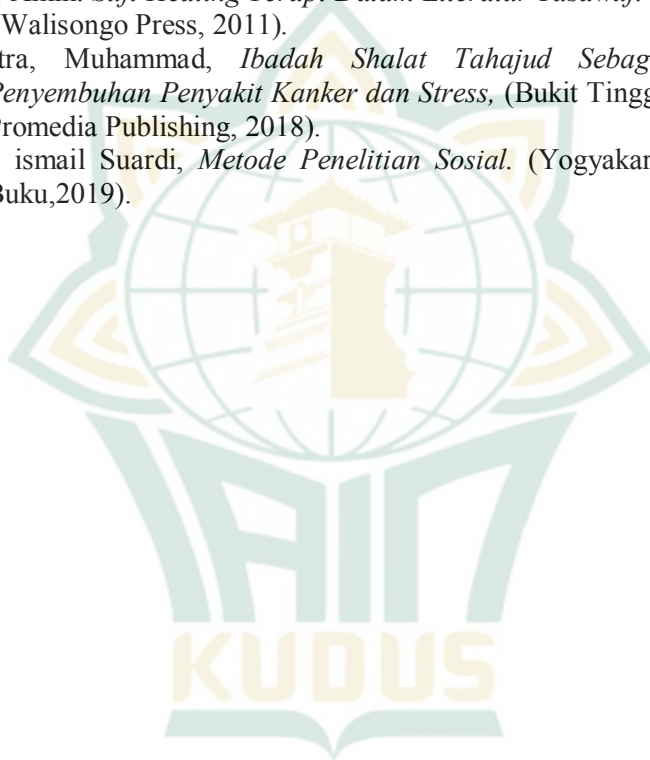 Walisongo Press, 2011).
tra, Muhammad, Ibadah Shalat Tahajud Sebag
Penyembuhan Penyakit Kanker dan Stress, (Bukit Tingg
Promedia Publishing, 2018).
ismail Suardi, Metode Penelitian Sosial. (Yogyakar
Buku,2019).
IAIN
KUDUS